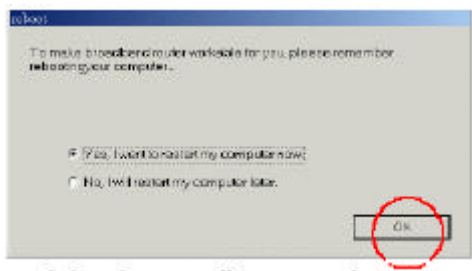 reboot
To make broadband router workable for you, please remember
rebooting your computer..
Yes, I want to restart my computer now;
No, I will restart my computer later.
OK